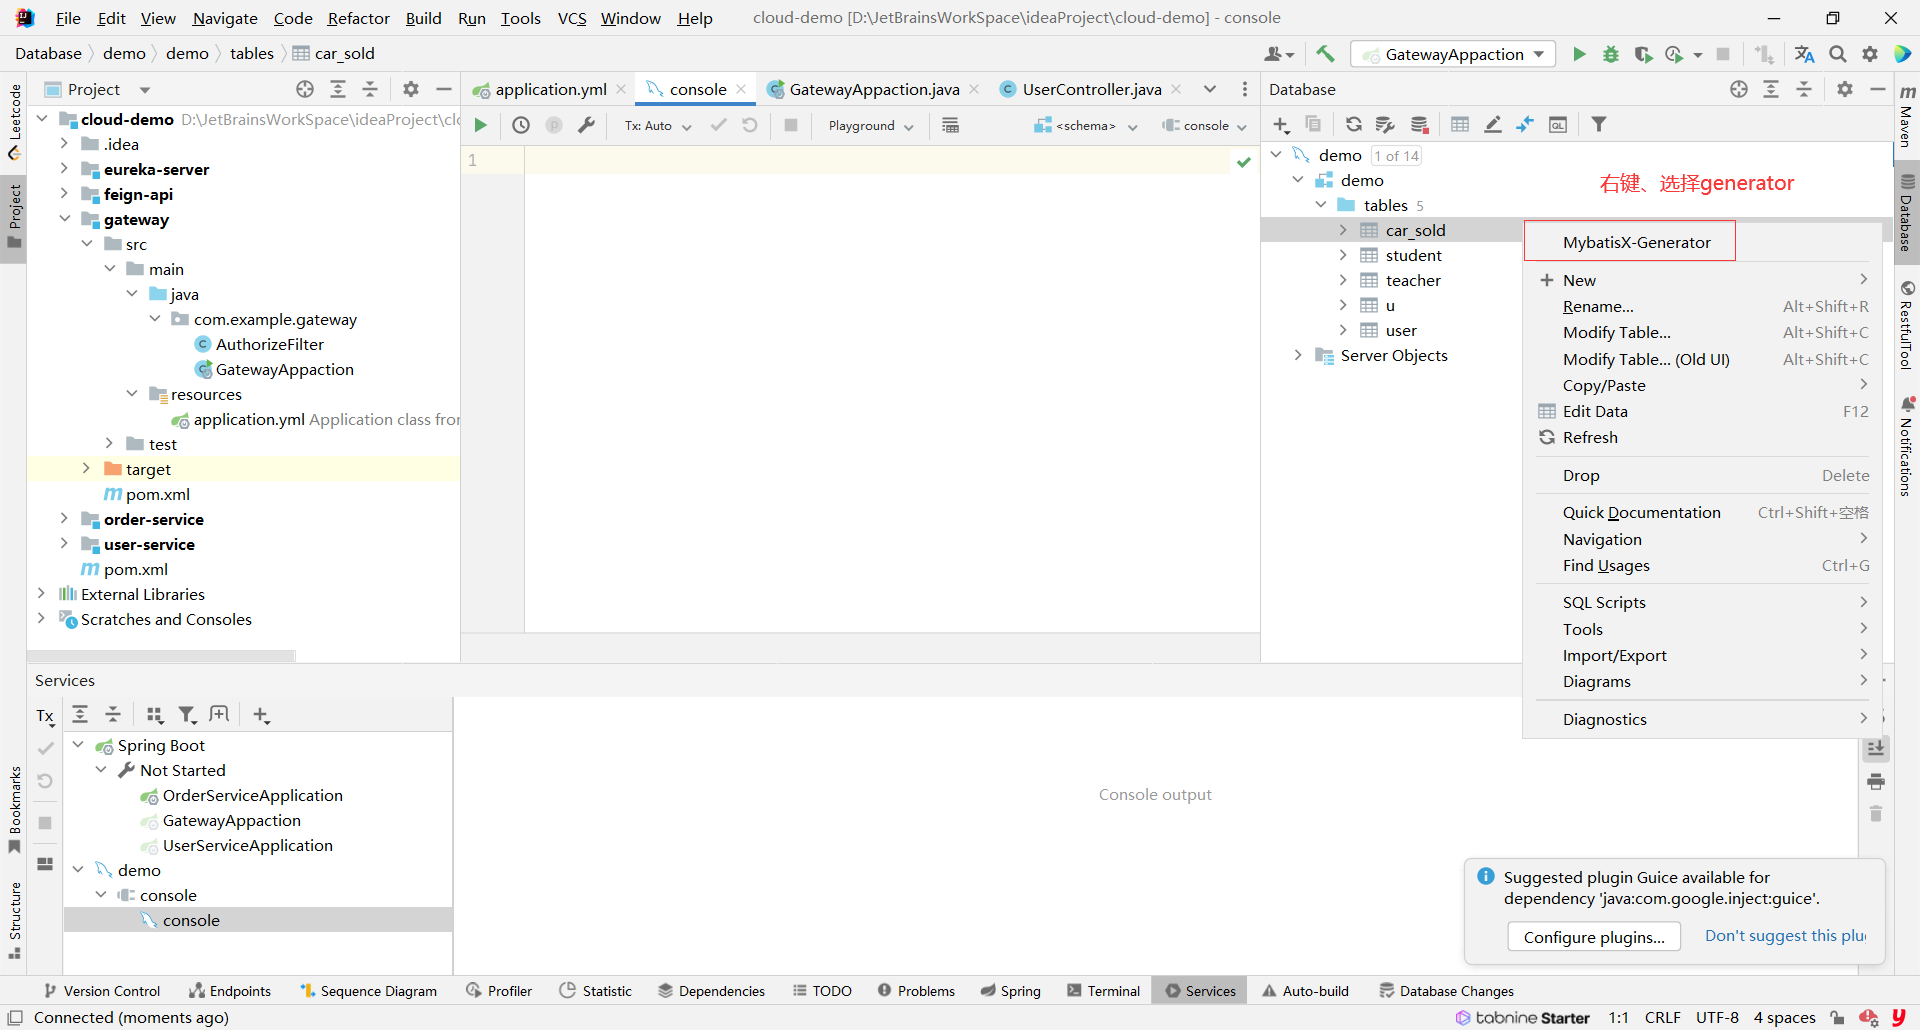 File Edit View Navigate Code Refactor Build Run Tools VCS Window Help cloud-demo [D:\JetBrainsWorkSpace\ideaProject\cloud-demo] - console
Database demo demo tables car_sold
GatewayAppaction
Leetcode
Project
Bookmarks
Structure
Project
cloud-demo D:\JetBrainsWorkSpace\ideaProject\clo
.idea
eureka-server
feign-api
gateway
src
main
java
com.example.gateway
AuthorizeFilter
GatewayAppaction
resources
application.yml Application class fror
test
target
pom.xml
order-service
user-service
pom.xml
External Libraries
Scratches and Consoles
application.yml console GatewayAppaction.java UserController.java
Tx: Auto Playground <schema> console
1
Database
demo 1 of 14
demo
tables 5
car_sold
student
teacher
u
user
Server Objects
右键、选择generator
MybatisX-Generator
New
Rename... Alt+Shift+R
Modify Table... Alt+Shift+C
Modify Table... (Old UI) Alt+Shift+C
Copy/Paste
Edit Data F12
Refresh
Drop Delete
Quick Documentation Ctrl+Shift+空格
Navigation
Find Usages Ctrl+G
SQL Scripts
Tools
Import/Export
Diagrams
Diagnostics
Maven
Database
RestfulTool
Notifications
Services
Tx
Spring Boot
Not Started
OrderServiceApplication
GatewayAppaction
UserServiceApplication
demo
console
console
Console output
Suggested plugin Guice available for
dependency 'java:com.google.inject:guice'.
Configure plugins... Don't suggest this plu
Version Control Endpoints Sequence Diagram Profiler Statistic Dependencies TODO Problems Spring Terminal Services Auto-build Database Changes
Connected (moments ago) tabnine Starter 1:1 CRLF UTF-8 4 spaces